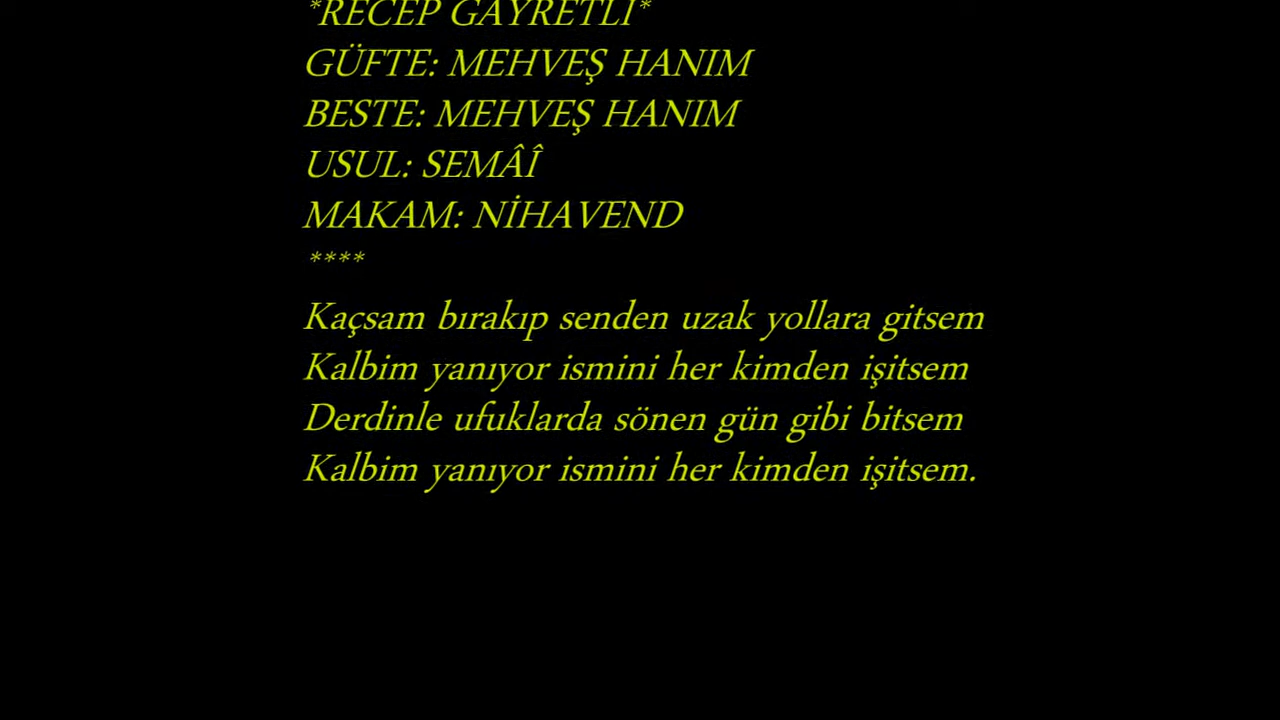 *RECEP GAYRETLİ*
GÜFTE: MEHVEŞ HANIM
BESTE: MEHVEŞ HANIM
USUL: SEMÂÎ
MAKAM: NİHAVEND
****
Kaçsam bırakıp senden uzak yollara gitsem
Kalbim yanıyor ismini her kimden işitsem
Derdinle ufuklarda sönen gün gibi bitsem
Kalbim yanıyor ismini her kimden işitsem.